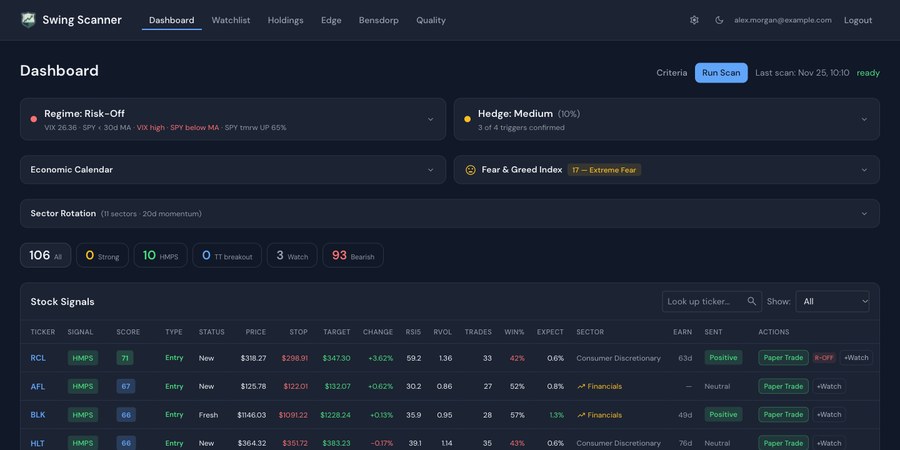 Swing Scanner Dashboard Watchlist Holdings Edge Bensdorp Quality alex.morgan@example.com Logout
Dashboard Criteria Run Scan Last scan: Nov 25, 10:10 ready
Regime: Risk-Off
VIX 26.36 · SPY < 30d MA · VIX high · SPY below MA · SPY tmrw UP 65%
Hedge: Medium (10%)
3 of 4 triggers confirmed
Economic Calendar
Fear & Greed Index 17 — Extreme Fear
Sector Rotation (11 sectors · 20d momentum)
106 All 0 Strong 10 HMPS 0 TT breakout 3 Watch 93 Bearish
Stock Signals Look up ticker... Show: All
TICKER SIGNAL SCORE TYPE STATUS PRICE STOP TARGET CHANGE RSI5 RVOL TRADES WIN% EXPECT SECTOR EARN SENT ACTIONS
RCL HMPS 71 Entry New $318.27 $298.91 $347.30 +3.62% 59.2 1.36 33 42% 0.6% Consumer Discretionary 63d Positive Paper Trade R-OFF +Watch
AFL HMPS 67 Entry New $125.78 $122.01 $132.07 +0.62% 30.2 0.86 27 52% 0.8% Financials — Neutral Paper Trade +Watch
BLK HMPS 66 Entry Fresh $1146.03 $1091.22 $1228.24 +0.13% 35.9 0.95 28 57% 1.3% Financials 49d Positive Paper Trade +Watch
HLT HMPS 66 Entry New $364.32 $351.72 $383.23 -0.17% 39.1 1.14 35 43% 0.6% Consumer Discretionary 76d Neutral Paper Trade +Watch